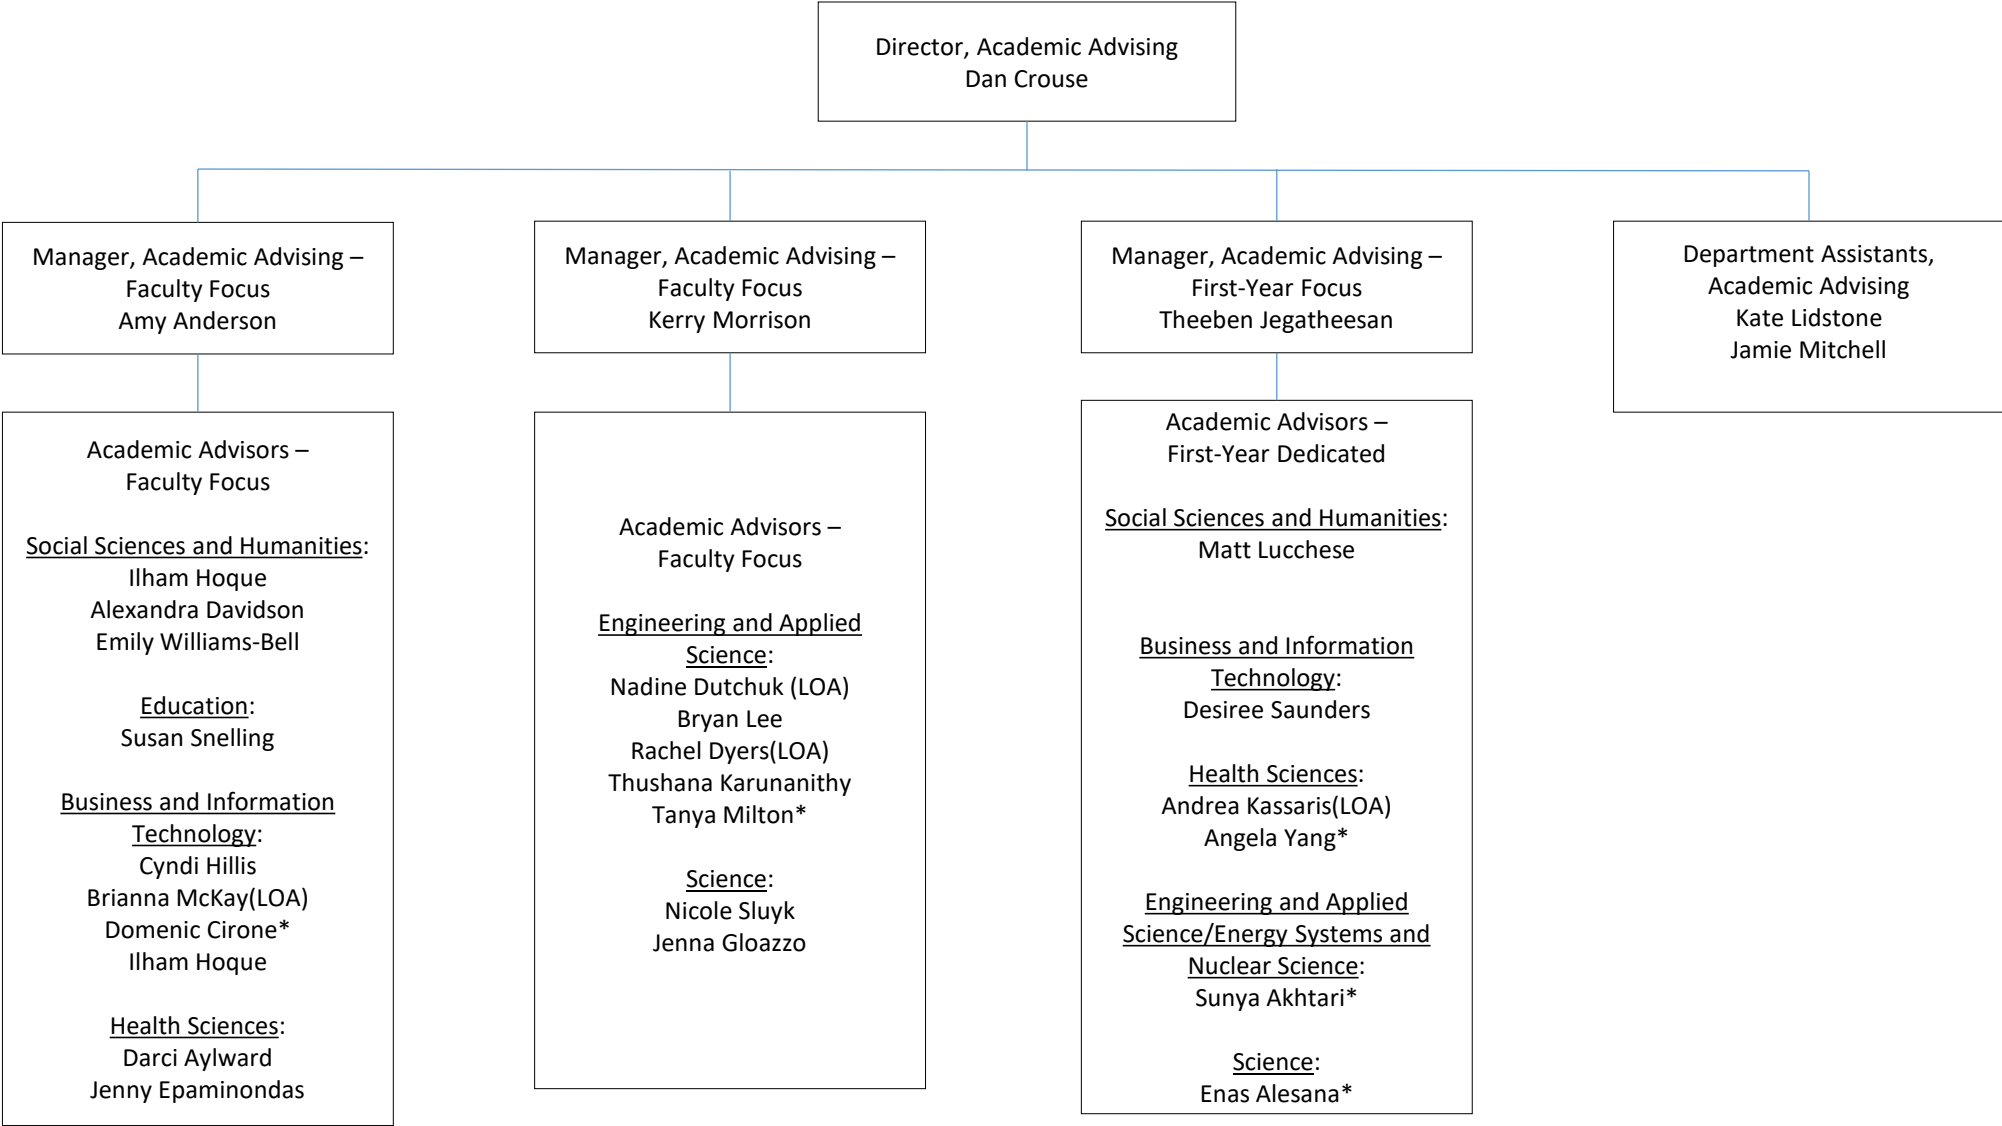 Director, Academic Advising
Dan Crouse
Manager, Academic Advising –
Faculty Focus
Amy Anderson
Manager, Academic Advising –
Faculty Focus
Kerry Morrison
Manager, Academic Advising –
First-Year Focus
Theeben Jegatheesan
Department Assistants,
Academic Advising
Kate Lidstone
Jamie Mitchell
Academic Advisors –
Faculty Focus
Social Sciences and Humanities:
Ilham Hoque
Alexandra Davidson
Emily Williams-Bell
Education:
Susan Snelling
Business and Information
Technology:
Cyndi Hillis
Brianna McKay(LOA)
Domenic Cirone*
Ilham Hoque
Health Sciences:
Darci Aylward
Jenny Epaminondas
Academic Advisors –
Faculty Focus
Engineering and Applied
Science:
Nadine Dutchuk (LOA)
Bryan Lee
Rachel Dyers(LOA)
Thushana Karunanithy
Tanya Milton*
Science:
Nicole Sluyk
Jenna Gloazzo
Academic Advisors –
First-Year Dedicated
Social Sciences and Humanities:
Matt Lucchese
Business and Information
Technology:
Desiree Saunders
Health Sciences:
Andrea Kassaris(LOA)
Angela Yang*
Engineering and Applied
Science/Energy Systems and
Nuclear Science:
Sunya Akhtari*
Science:
Enas Alesana*